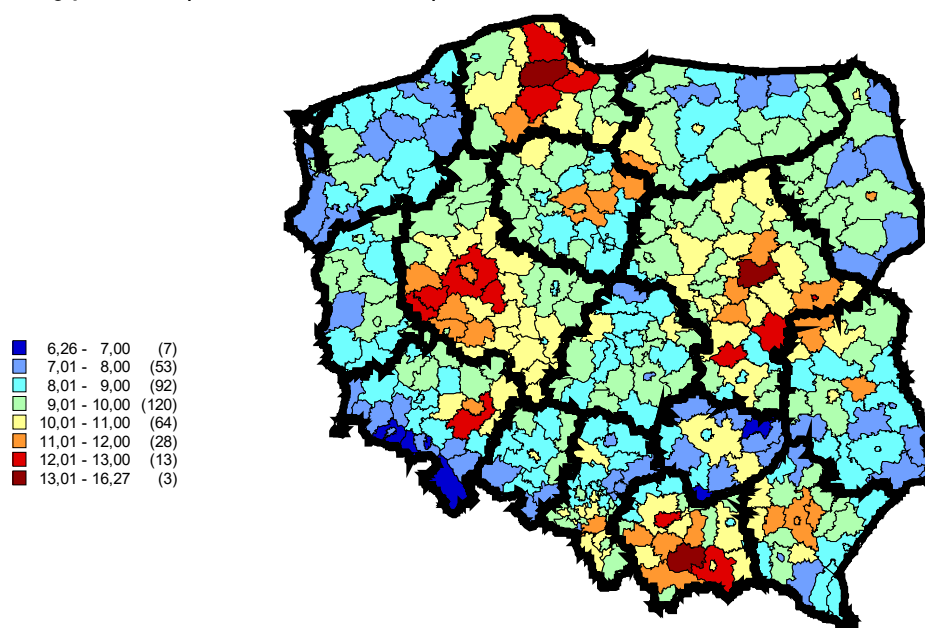 6,26 - 7,00 (7)
7,01 - 8,00 (53)
8,01 - 9,00 (92)
9,01 - 10,00 (120)
10,01 - 11,00 (64)
11,01 - 12,00 (28)
12,01 - 13,00 (13)
13,01 - 16,27 (3)